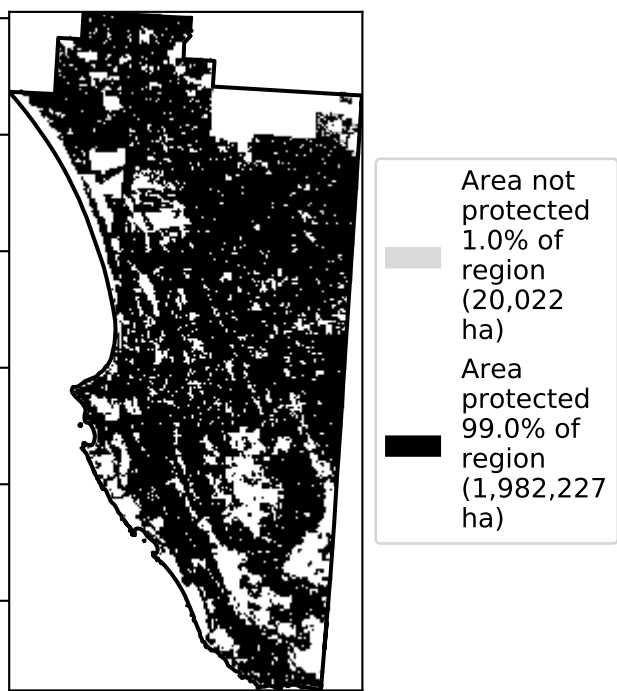 Area not
protected
1.0% of
region
(20,022
ha)
Area
protected
99.0% of
region
(1,982,227
ha)